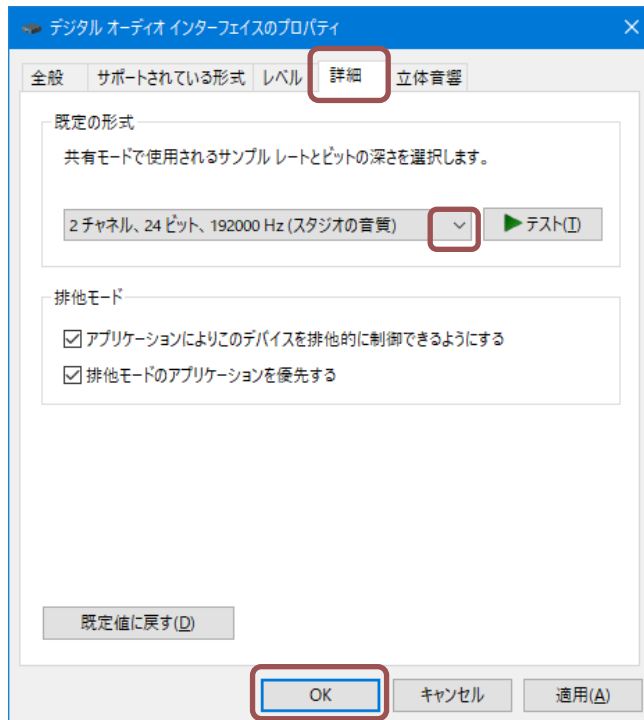 デジタル オーディオ インターフェイスのプロパティ
全般 サポートされている形式 レベル 詳細 立体音響
既定の形式
共有モードで使用されるサンプル レートとビットの深さを選択します。
2 チャネル、24 ビット、192000 Hz (スタジオの音質) テスト(T)
排他モード
アプリケーションによりこのデバイスを排他的に制御できるようにする
排他モードのアプリケーションを優先する
既定値に戻す(D)
OK キャンセル 適用(A)